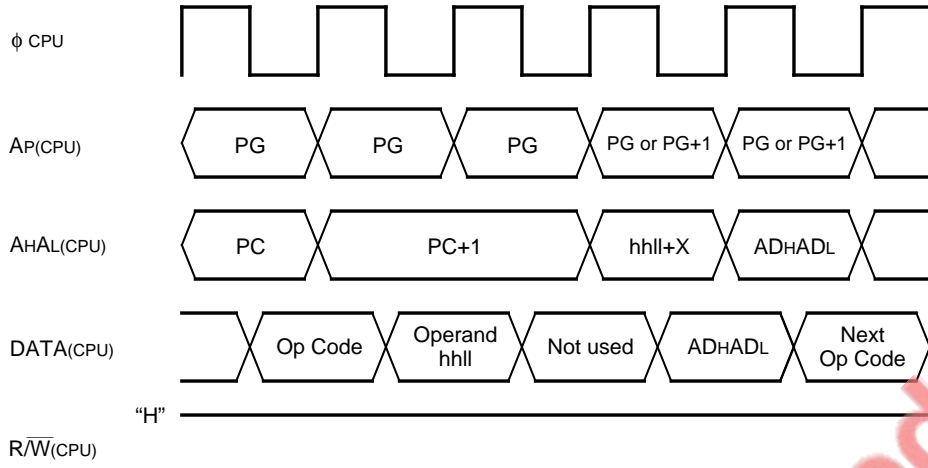 ϕ CPU
AP(CPU)
PG
PG
PG
PG or PG+1
PG or PG+1
AHAL(CPU)
PC
PC+1
hhll+X
ADHADL
DATA(CPU)
Op Code
Operand
hhll
Not used
ADHADL
Next
Op Code
“H”
R/W̅(CPU)